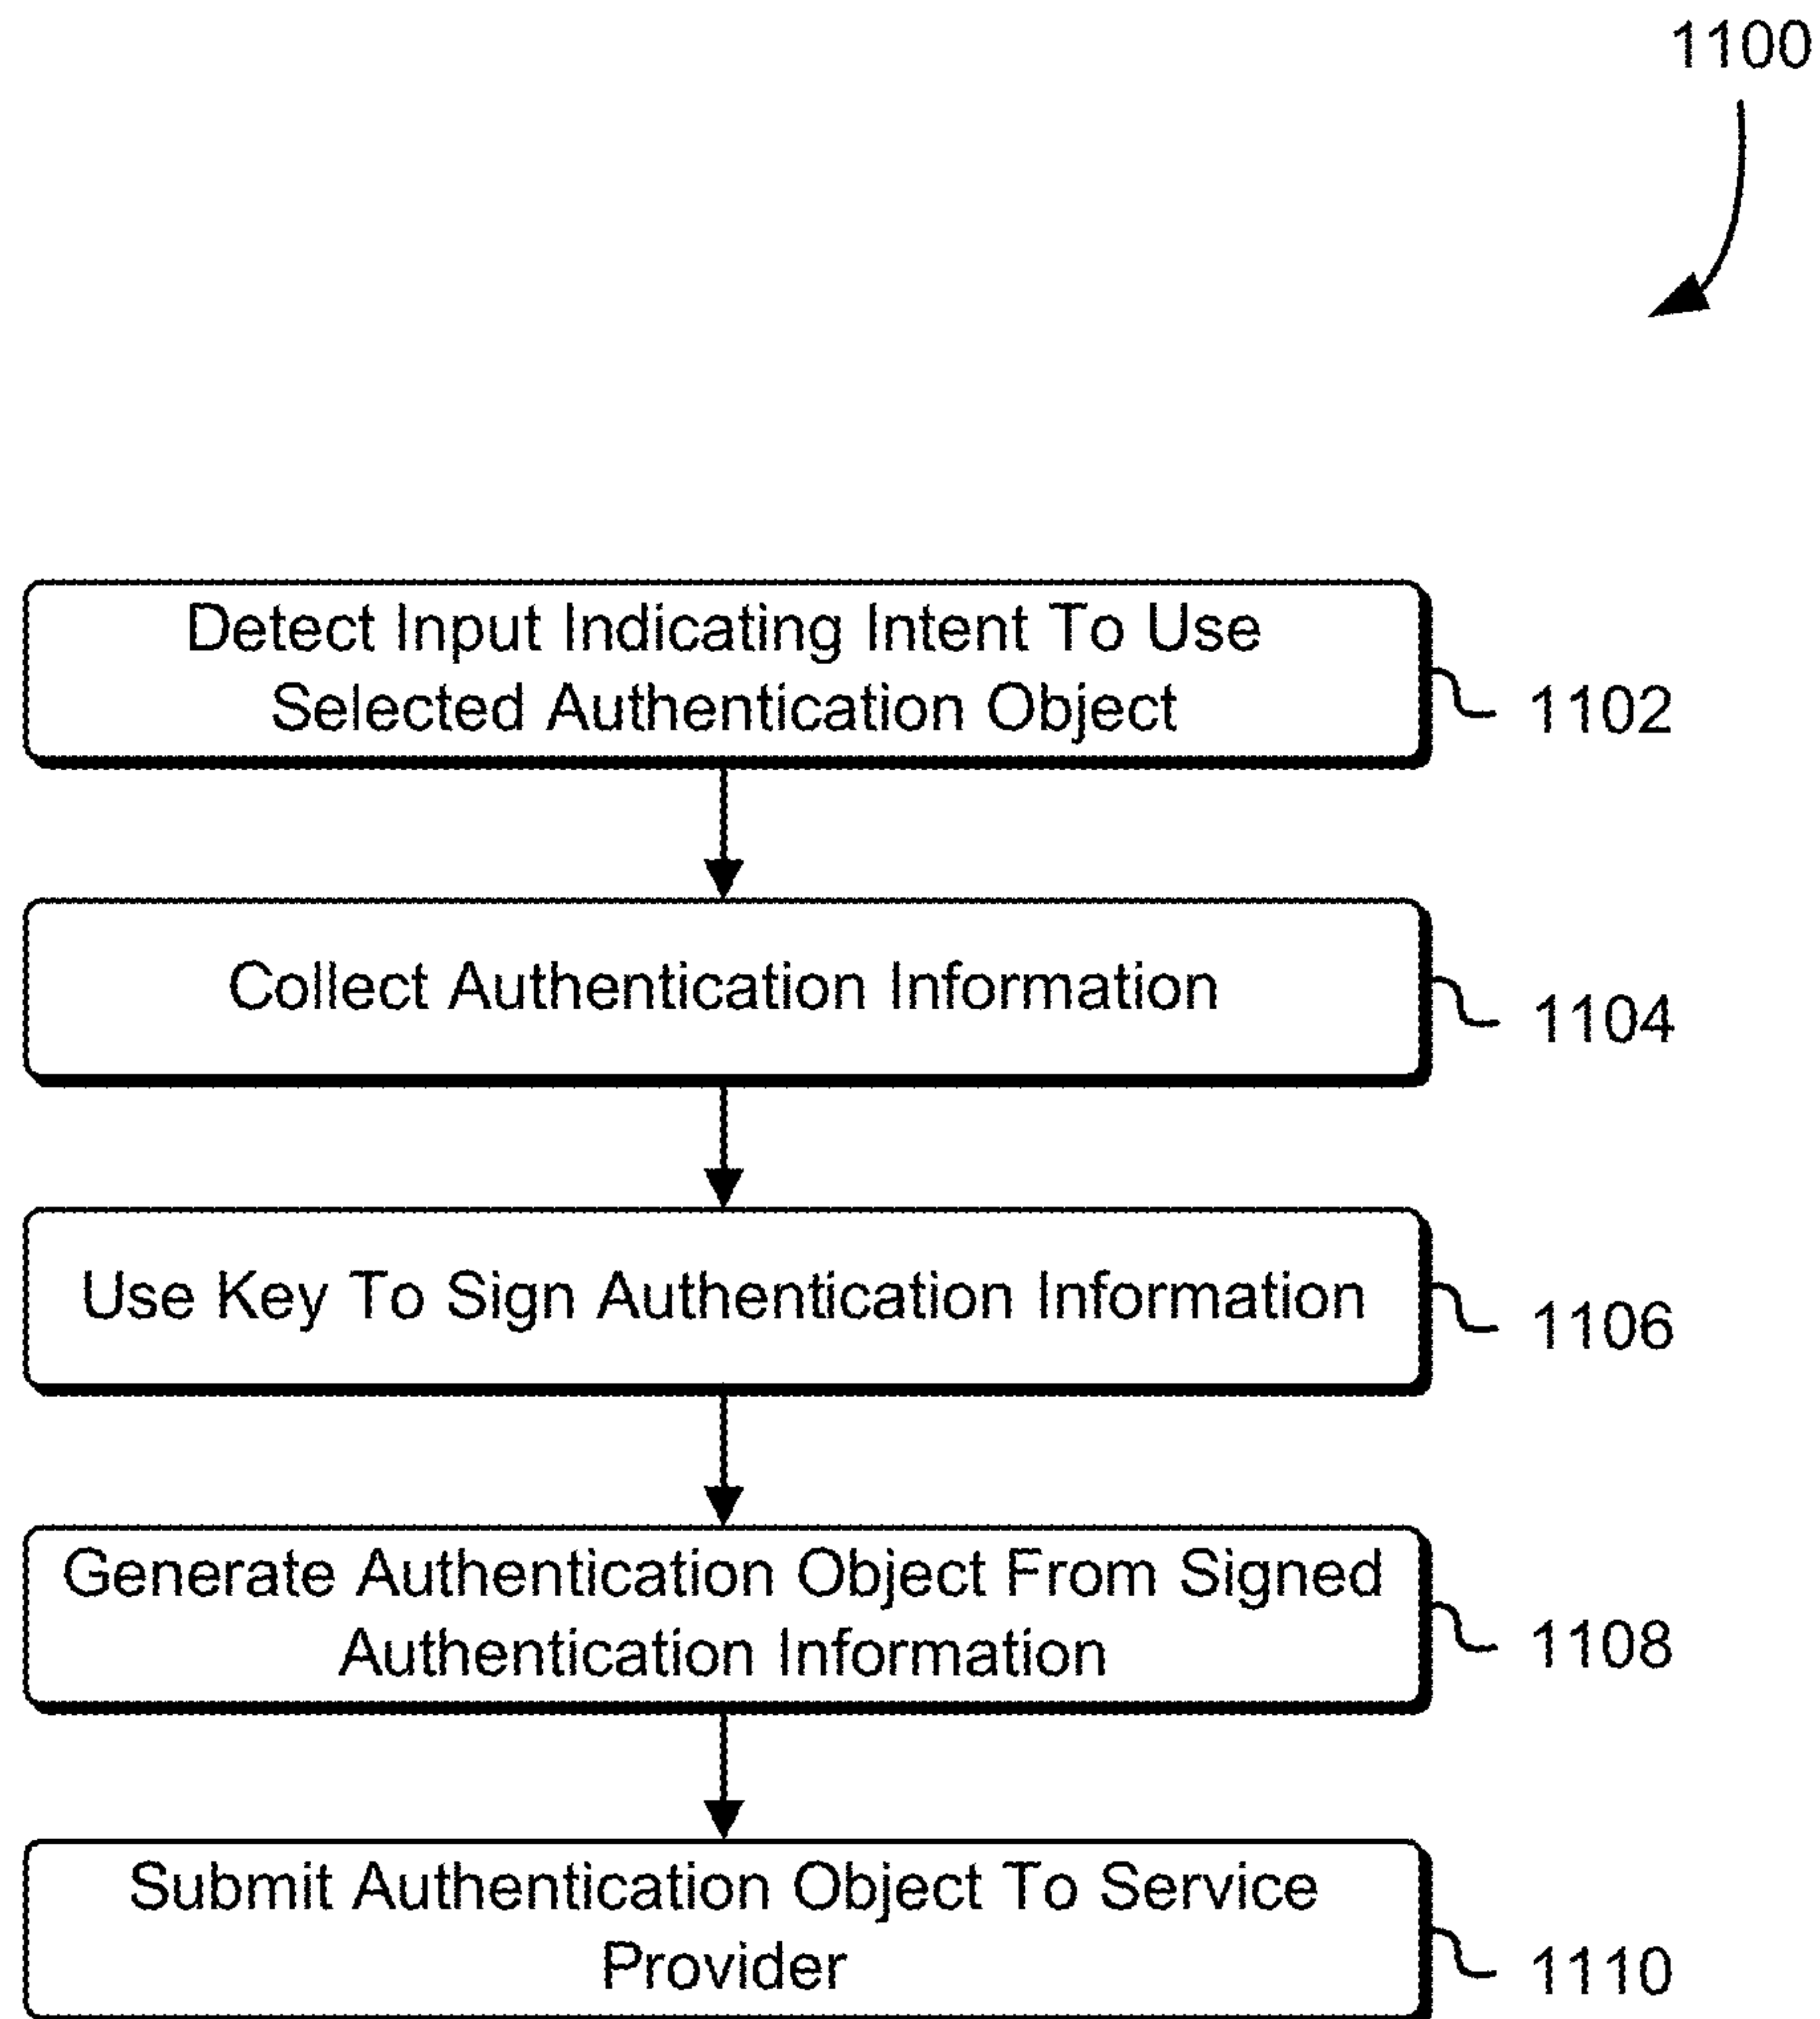 1100
Detect Input Indicating Intent To Use
Selected Authentication Object
1102
Collect Authentication Information
1104
Use Key To Sign Authentication Information
1106
Generate Authentication Object From Signed
Authentication Information
1108
Submit Authentication Object To Service
Provider
1110